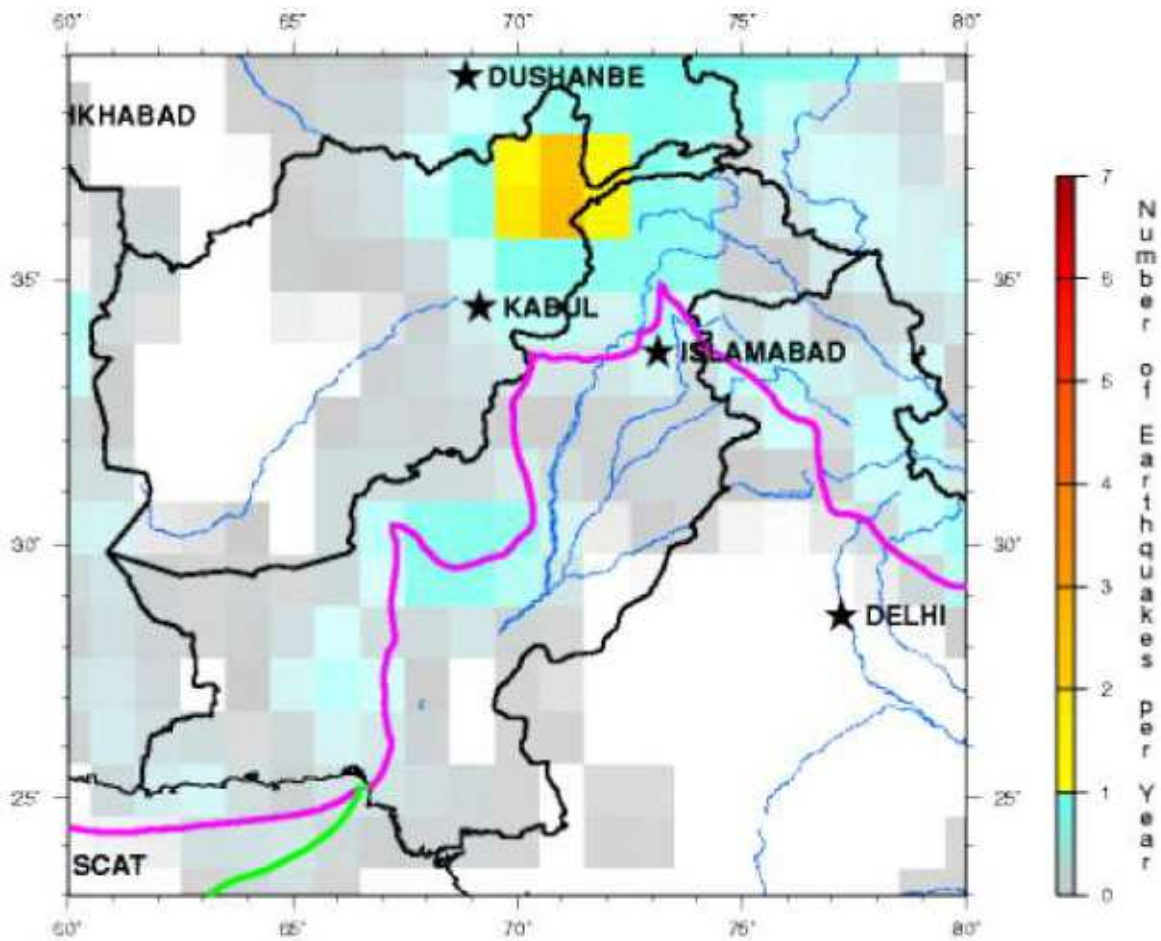 60° 65° 70° 75° 80°
DUSHANBE
IKHABAD
35° KABUL 35°
ISLAMABAD
30° 30°
DELHI
25° 25°
SCAT
60° 65° 70° 75° 80°
7
6
5
4
3
2
1
0
Number of Earthquakes per Year